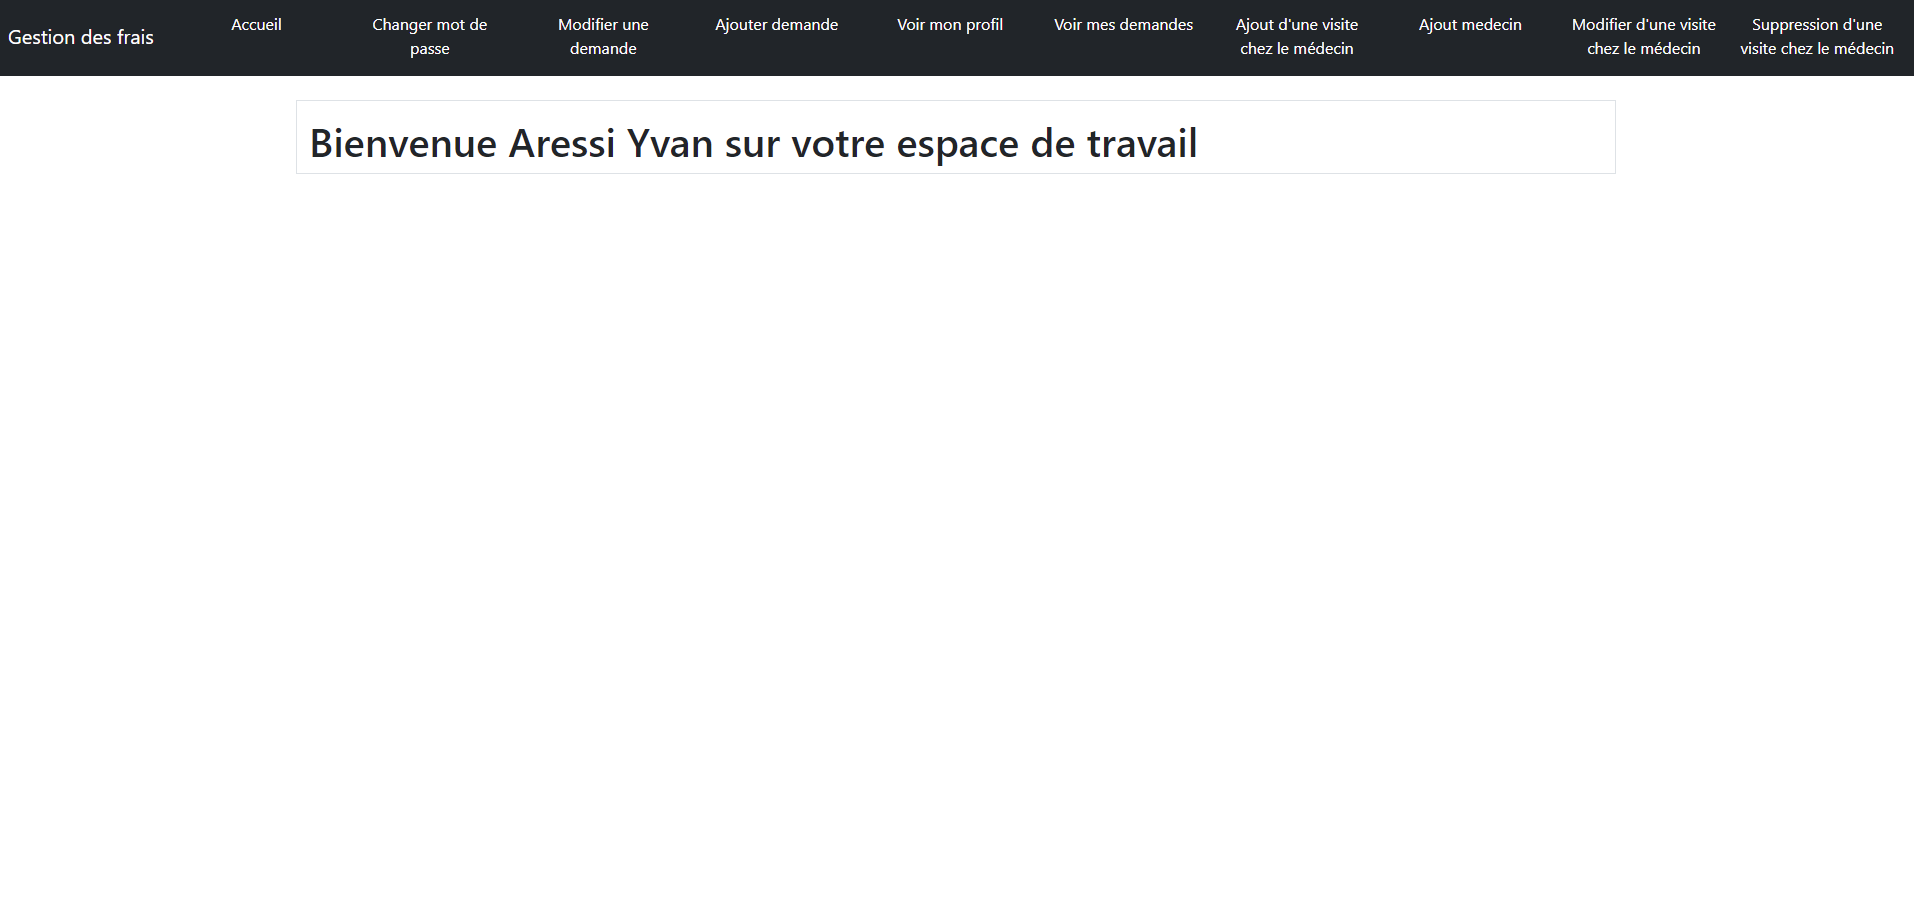 Gestion des frais
Accueil
Changer mot de
passe
Modifier une
demande
Ajouter demande
Voir mon profil
Voir mes demandes
Ajout d'une visite
chez le médecin
Ajout medecin
Modifier d'une visite
chez le médecin
Suppression d'une
visite chez le médecin
Bienvenue Aressi Yvan sur votre espace de travail